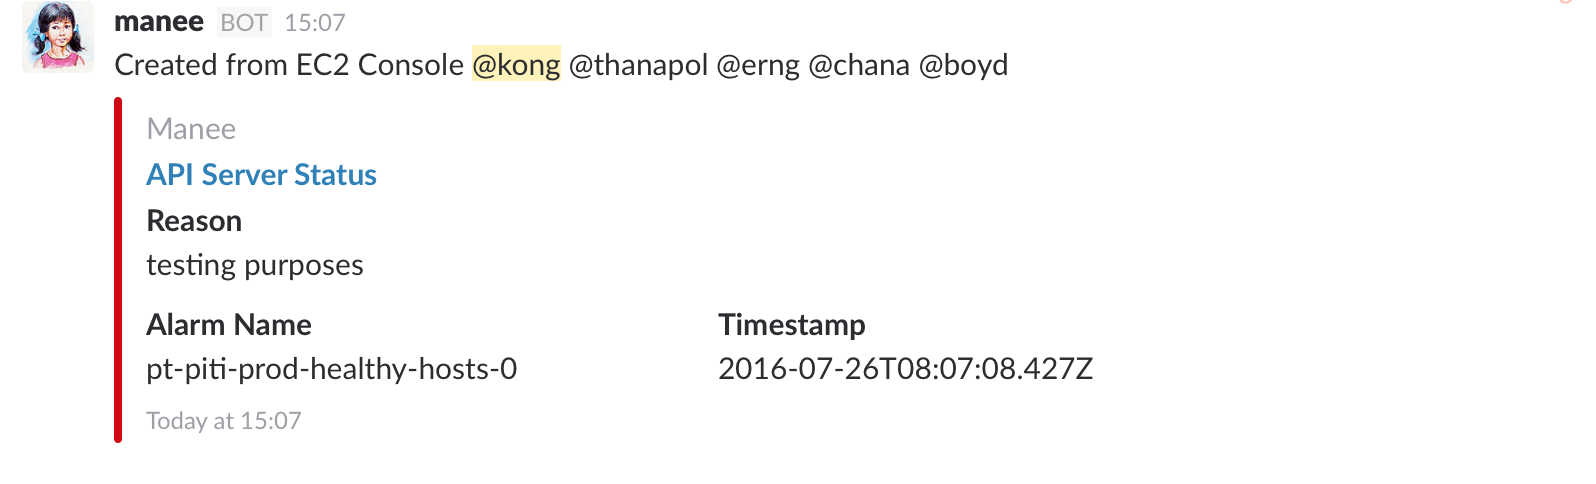 manee BOT 15:07
Created from EC2 Console @kong @thanapol @erng @chana @boyd
Manee
API Server Status
Reason
testing purposes
Alarm Name Timestamp
pt-piti-prod-healthy-hosts-0 2016-07-26T08:07:08.427Z
Today at 15:07